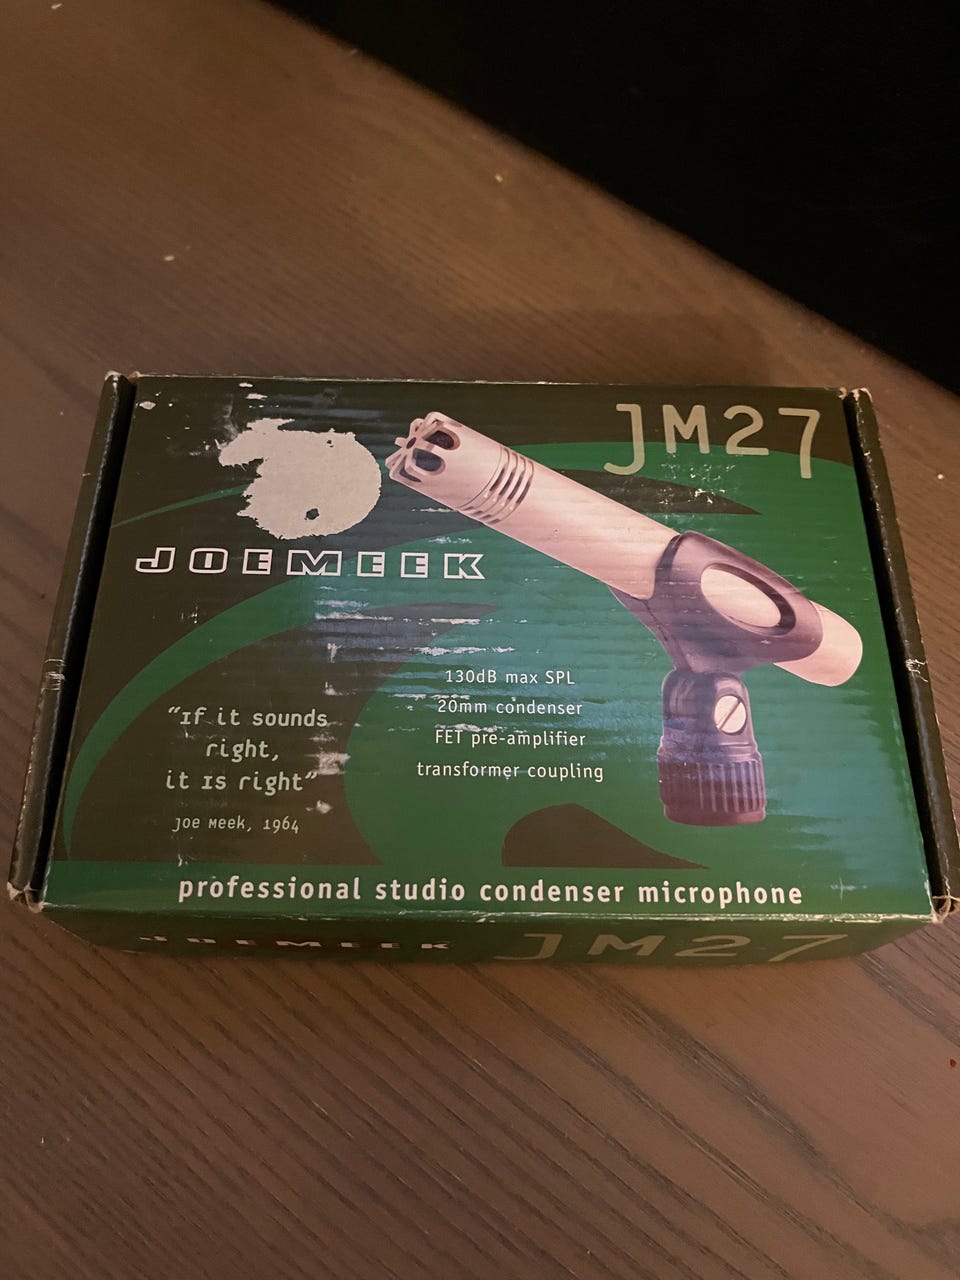 JM27
JOEMEEK
130dB max SPL
20mm condenser
FET pre-amplifier
transformer coupling
"If it sounds
right,
it Is right"
Joe Meek, 1964
professional studio condenser microphone
JOEMEEK JM27